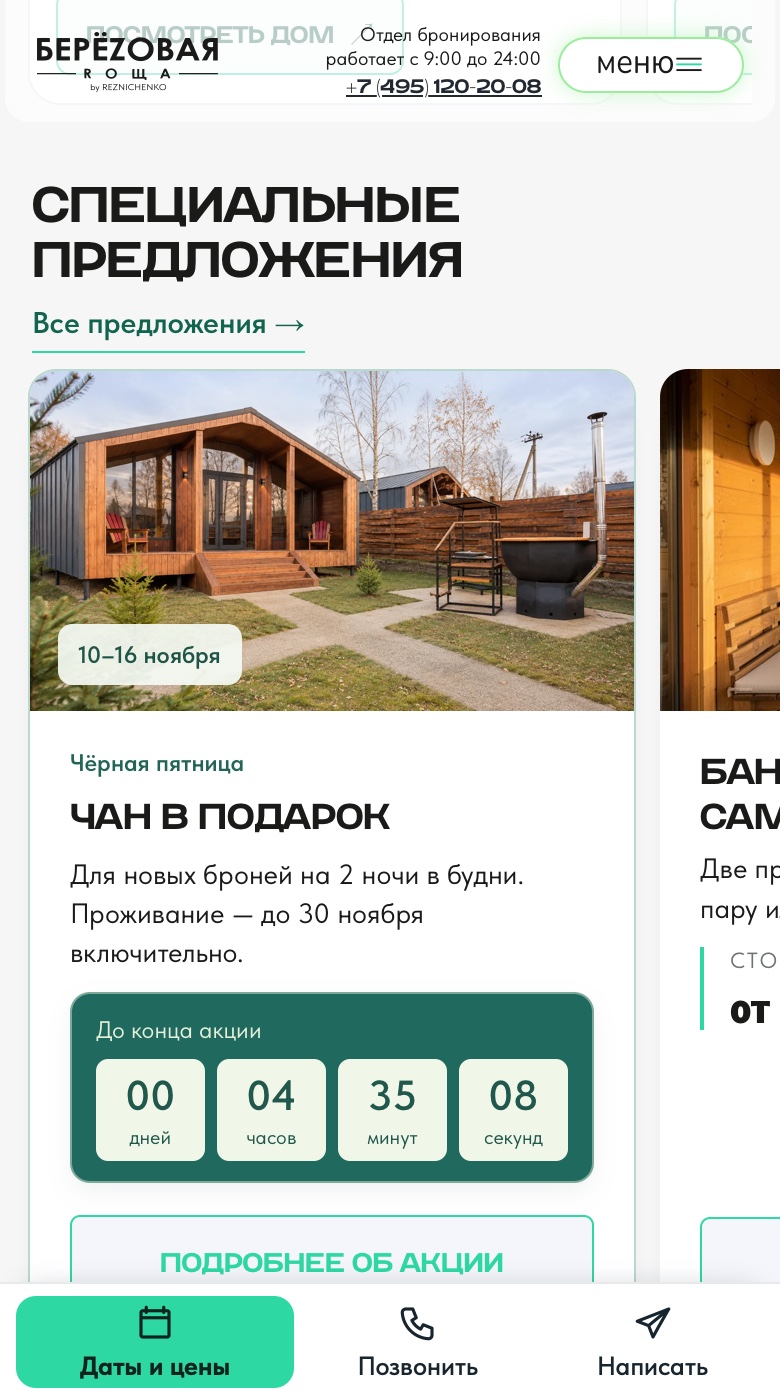 ПОСМОТРЕТЬ ДОМ
ПОС
БЕРЁZОВАЯ
РОЩА
by REZNICHENKO
Отдел бронирования
работает с 9:00 до 24:00
+7 (495) 120-20-08
меню
СПЕЦИАЛЬНЫЕ
ПРЕДЛОЖЕНИЯ
Все предложения →
10–16 ноября
Чёрная пятница
ЧАН В ПОДАРОК
Для новых броней на 2 ночи в будни.
Проживание — до 30 ноября
включительно.
До конца акции
00 04 35 08
дней часов минут секунд
ПОДРОБНЕЕ ОБ АКЦИИ
БАН
САМ
Две пр
пару и
СТО
от
Даты и цены
Позвонить
Написать